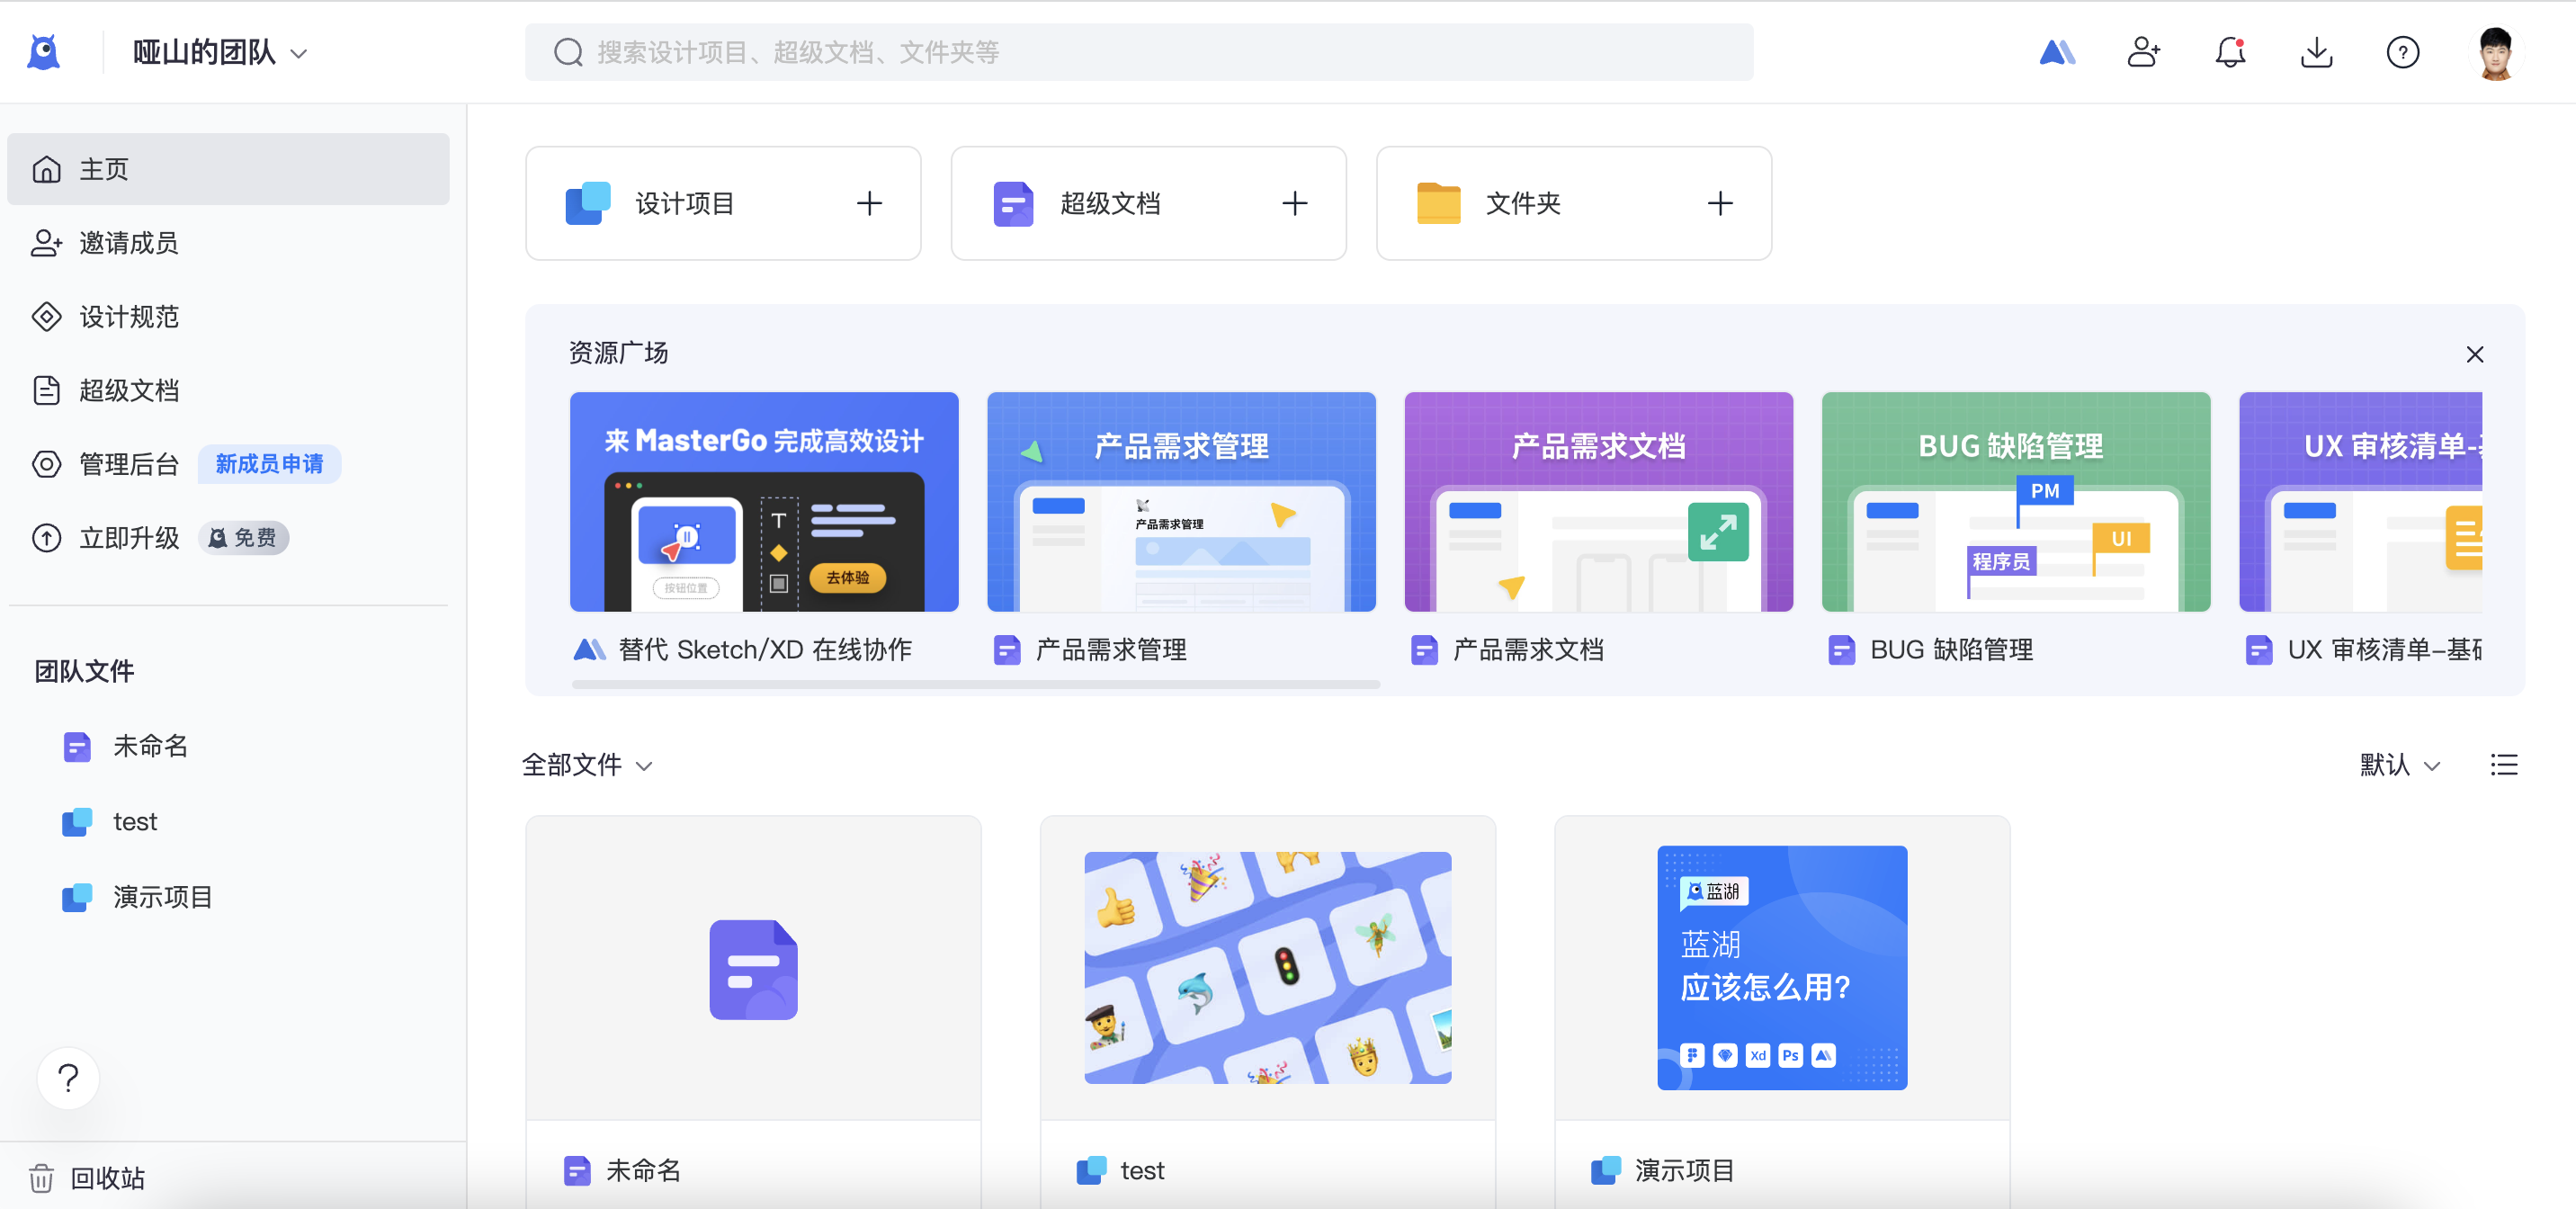 哑山的团队
搜索设计项目、超级文档、文件夹等
主页
邀请成员
设计规范
超级文档
管理后台 新成员申请
立即升级 免费
团队文件
未命名
test
演示项目
?
回收站
设计项目
超级文档
文件夹
资源广场
来 MasterGo 完成高效设计
T
去体验
按钮位置
替代 Sketch/XD 在线协作
产品需求管理
产品需求管理
产品需求管理
产品需求文档
产品需求文档
BUG 缺陷管理
PM
UI
程序员
BUG 缺陷管理
UX 审核清单-
UX 审核清单–基础
全部文件
默认
未命名
test
蓝湖
蓝湖
应该怎么用?
Xd Ps
演示项目